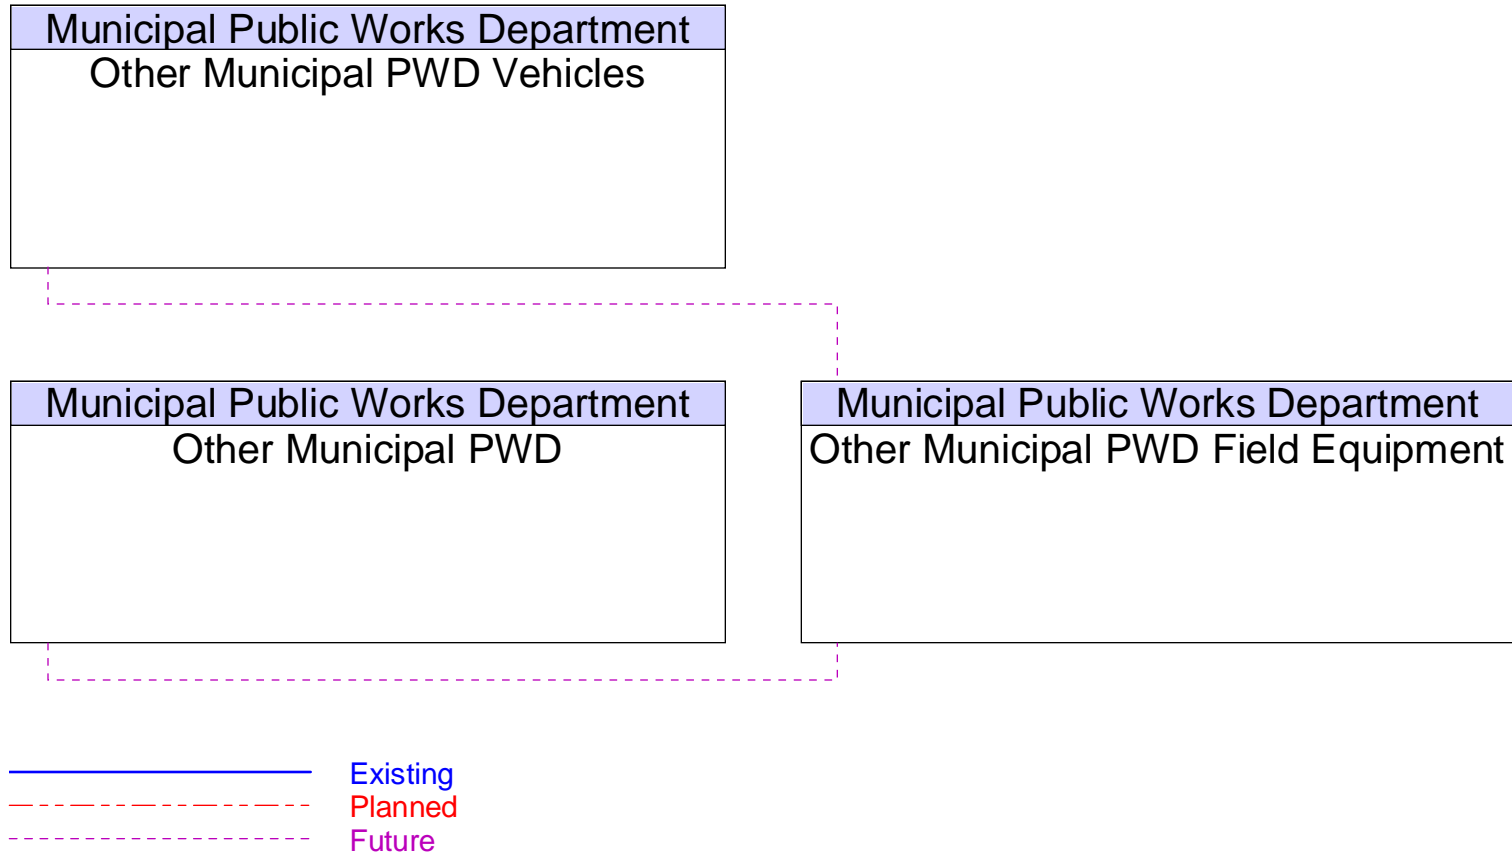 Municipal Public Works Department
Other Municipal PWD Vehicles
Municipal Public Works Department
Other Municipal PWD
Municipal Public Works Department
Other Municipal PWD Field Equipment
Existing
Planned
Future